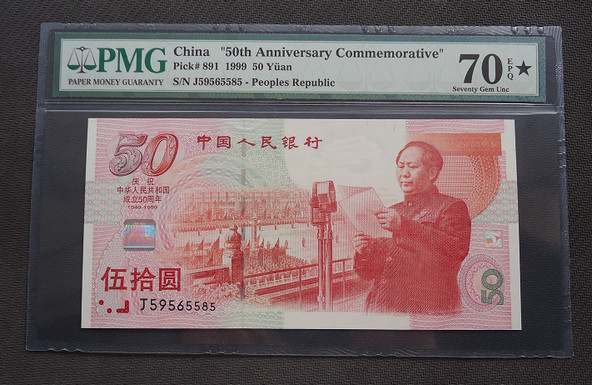 PMG
PAPER MONEY GUARANTY
China "50th Anniversary Commemorative"
Pick# 891 1999 50 Yüan
S/N J59565585 - Peoples Republic
70 EPQ★
Seventy Gem Unc
50
中国人民银行
庆祝
中华人民共和国
成立50周年
1949-1999
伍拾圆
J59565585
50